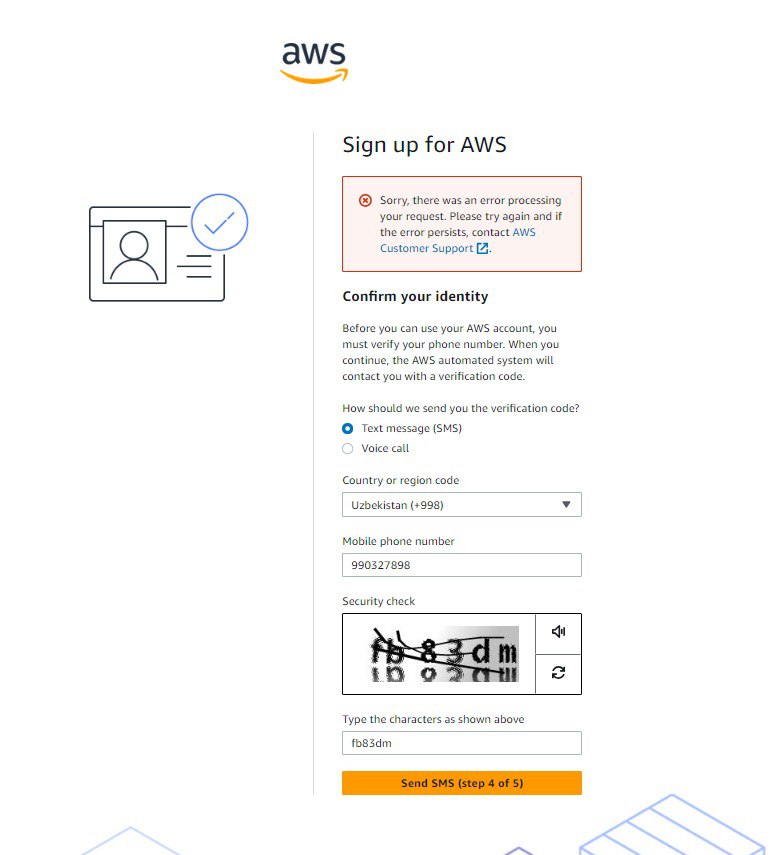 aws
Sign up for AWS
Sorry, there was an error processing
your request. Please try again and if
the error persists, contact AWS
Customer Support.
Confirm your identity
Before you can use your AWS account, you
must verify your phone number. When you
continue, the AWS automated system will
contact you with a verification code.
How should we send you the verification code?
Text message (SMS)
Voice call
Country or region code
Uzbekistan (+998)
Mobile phone number
990327898
Security check
fb83dm
Type the characters as shown above
fb83dm
Send SMS (step 4 of 5)